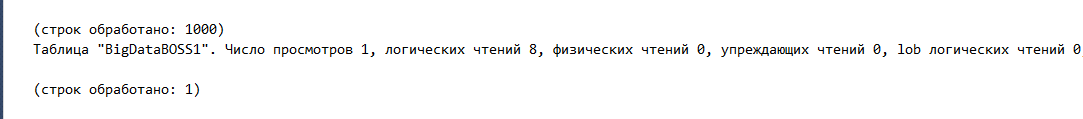 (строк обработано: 1000)
Таблица "BigDataBOSS1". Число просмотров 1, логических чтений 8, физических чтений 0, упреждающих чтений 0, lob логических чтений 0,
(строк обработано: 1)